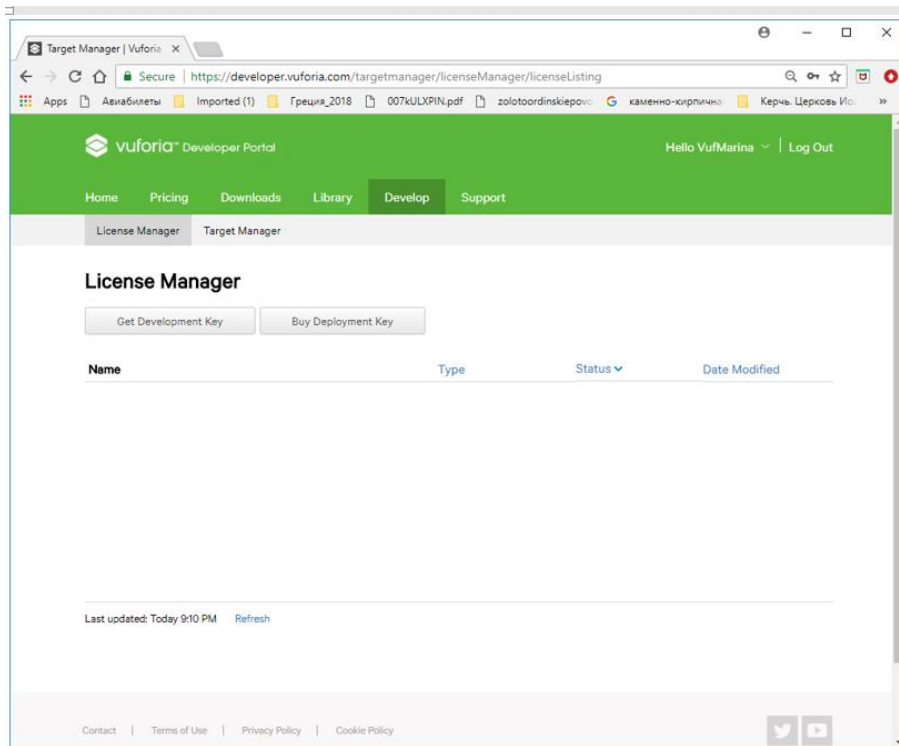 Target Manager | Vuforia
Secure | https://developer.vuforia.com/targetmanager/licenseManager/licenseListing
Apps Авиабилеты Imported (1) Греция_2018 007kULXPIN.pdf zolotoordinskiepovo каменно-кирпична Керчь. Церковь Ио »
vuforia™ Developer Portal Hello VufMarina | Log Out
Home Pricing Downloads Library Develop Support
License Manager Target Manager
License Manager
Get Development Key Buy Deployment Key
Name Type Status Date Modified
Last updated: Today 9:10 PM Refresh
Contact | Terms of Use | Privacy Policy | Cookie Policy